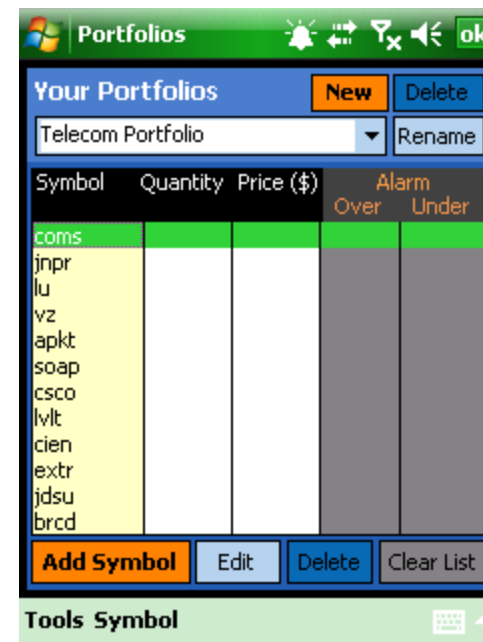 Portfolios ok
Your Portfolios New Delete
Telecom Portfolio Rename
Symbol Quantity Price ($) Alarm
Over Under
coms
jnpr
lu
vz
apkt
soap
csco
lvlt
cien
extr
jdsu
brcd
Add Symbol Edit Delete Clear List
Tools Symbol